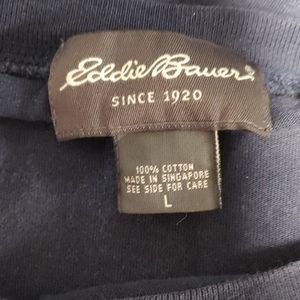 Eddie Bauer
SINCE 1920
100% COTTON
MADE IN SINGAPORE
SEE SIDE FOR CARE
L